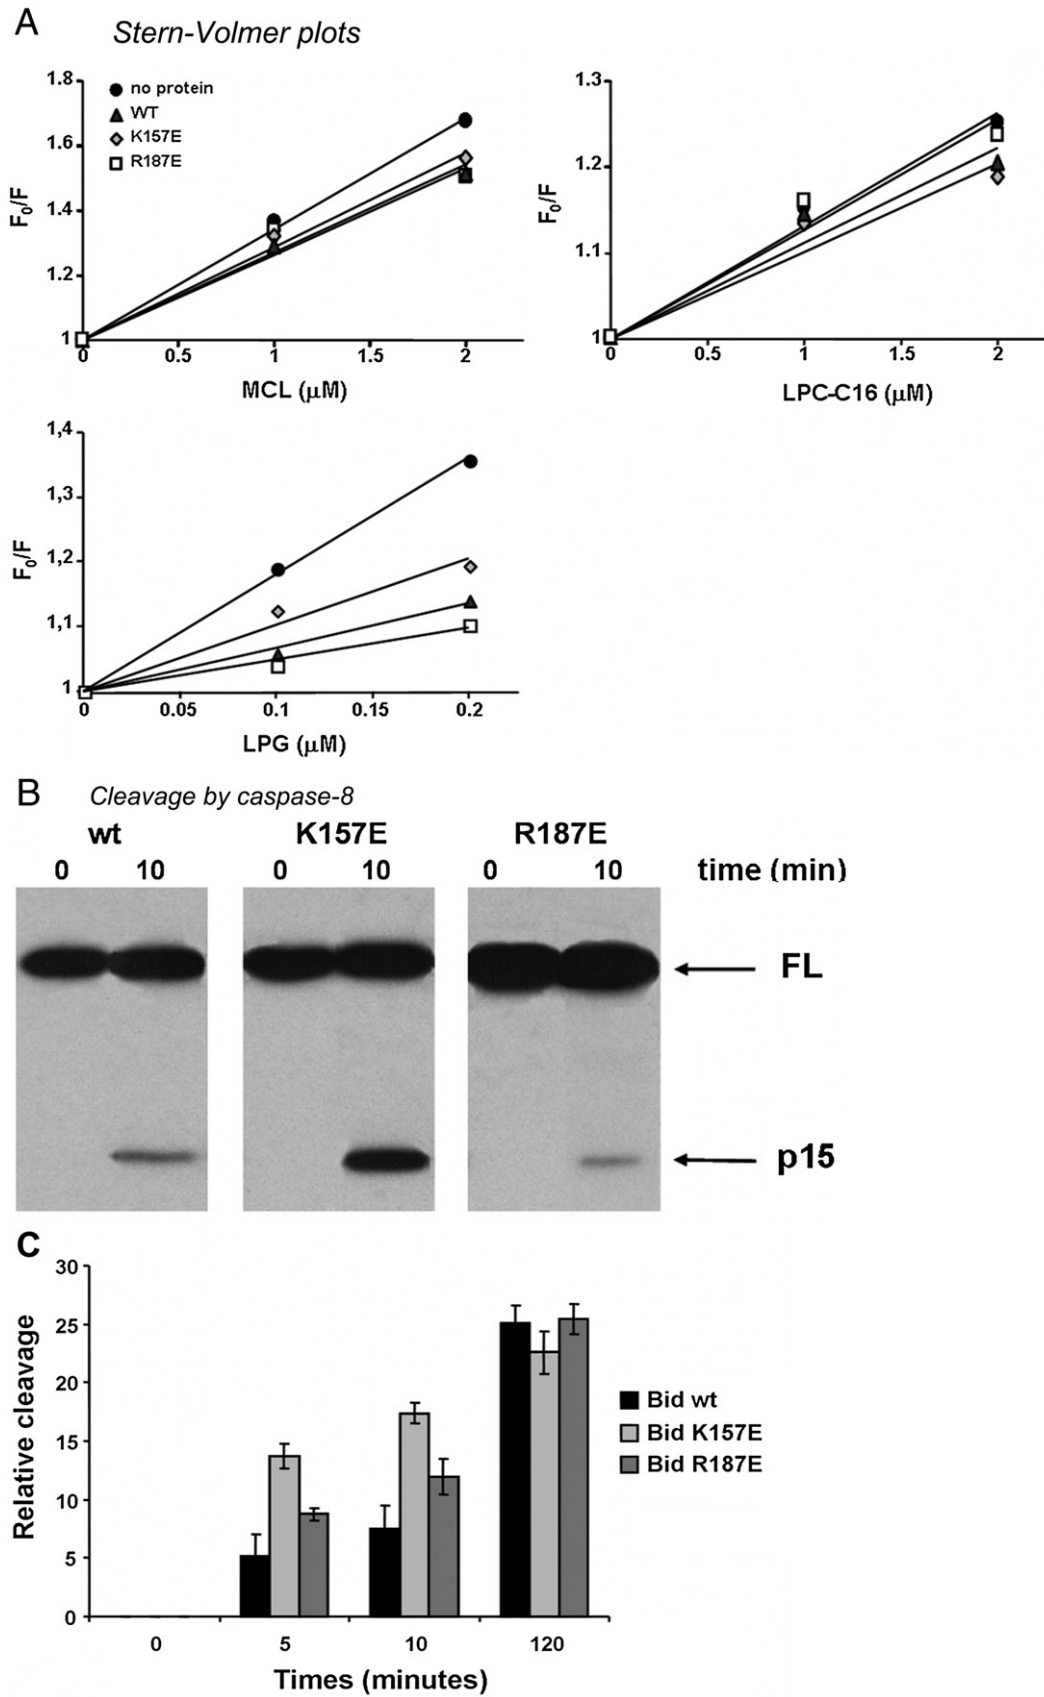 A
Stern-Volmer plots
1.8
1.6
1.4
1.2
1
F₀/F
no protein
WT
K157E
R187E
0 0.5 1 1.5 2
MCL (μM)
1.3
1.2
1.1
1
F₀/F
0 0.5 1 1.5 2
LPC-C16 (μM)
1,4
1,3
1,2
1,1
1
F₀/F
0 0.05 0.1 0.15 0.2
LPG (μM)
B Cleavage by caspase-8
wt K157E R187E
0 10 0 10 0 10 time (min)
FL
p15
C
30
25
20
15
10
5
0
Relative cleavage
Bid wt
Bid K157E
Bid R187E
0 5 10 120
Times (minutes)